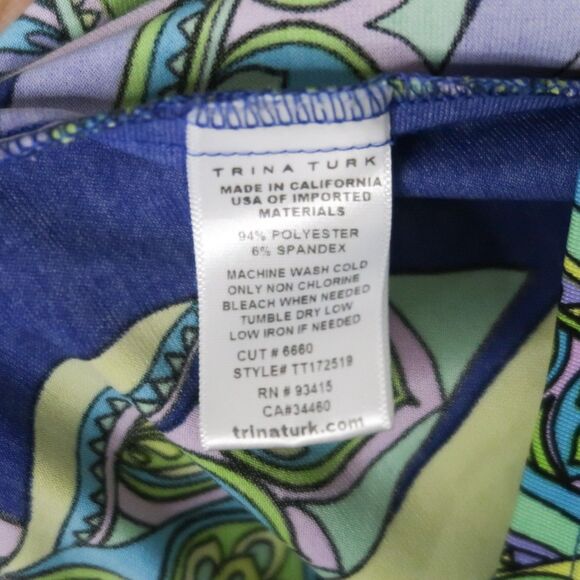 TRINA TURK
MADE IN CALIFORNIA
USA OF IMPORTED
MATERIALS
94% POLYESTER
6% SPANDEX
MACHINE WASH COLD
ONLY NON CHLORINE
BLEACH WHEN NEEDED
TUMBLE DRY LOW
LOW IRON IF NEEDED
CUT # 6660
STYLE# TT172519
RN # 93415
CA#34460
trinaturk.com